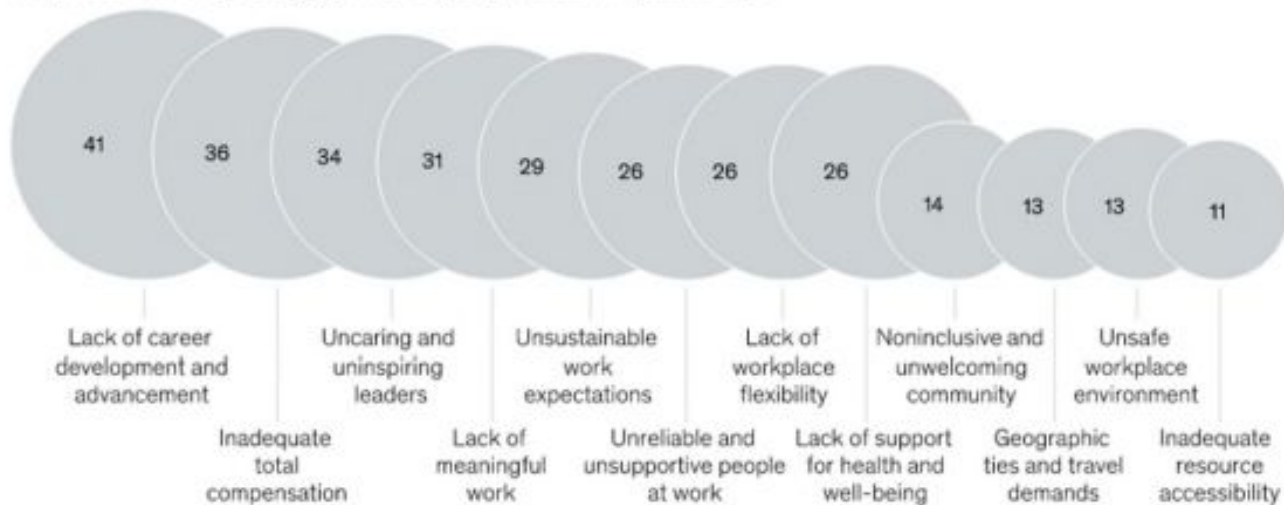 41
36
34
31
29
26
26
26
14
13
13
11
Lack of career
development and
advancement
Inadequate
total
compensation
Uncaring and
uninspiring
leaders
Lack of
meaningful
work
Unsustainable
work
expectations
Unreliable and
unsupportive people
at work
Lack of
workplace
flexibility
Lack of support
for health and
well-being
Noninclusive and
unwelcoming
community
Geographic
ties and travel
demands
Unsafe
workplace
environment
Inadequate
resource
accessibility